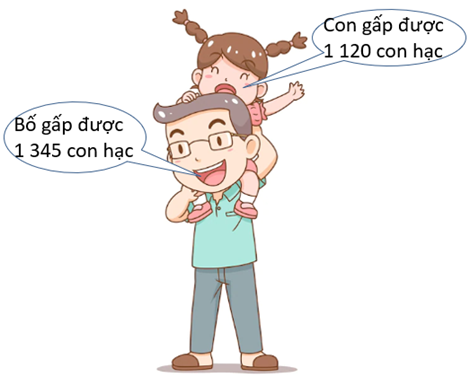 Con gấp được
1 120 con hạc
Bố gấp được
1 345 con hạc